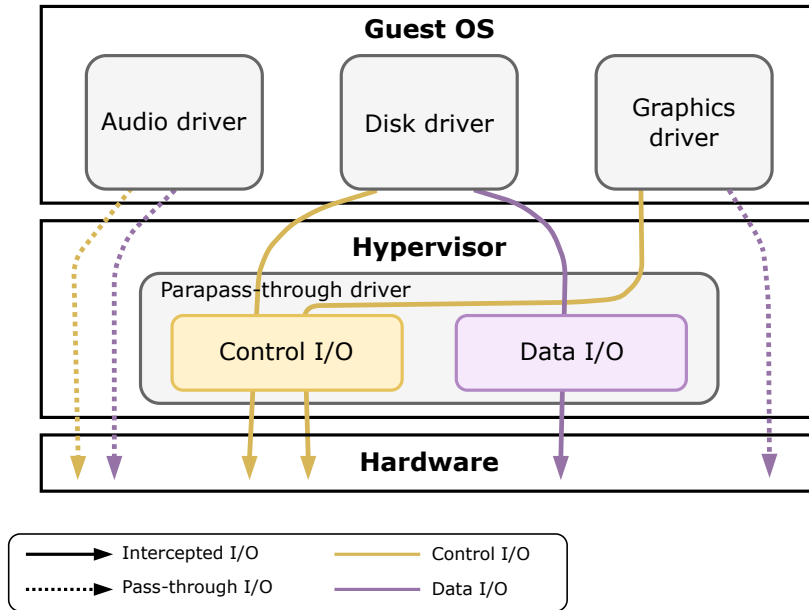 Guest OS
Audio driver
Disk driver
Graphics
driver
Hypervisor
Parapass-through driver
Control I/O
Data I/O
Hardware
Intercepted I/O
Control I/O
Pass-through I/O
Data I/O